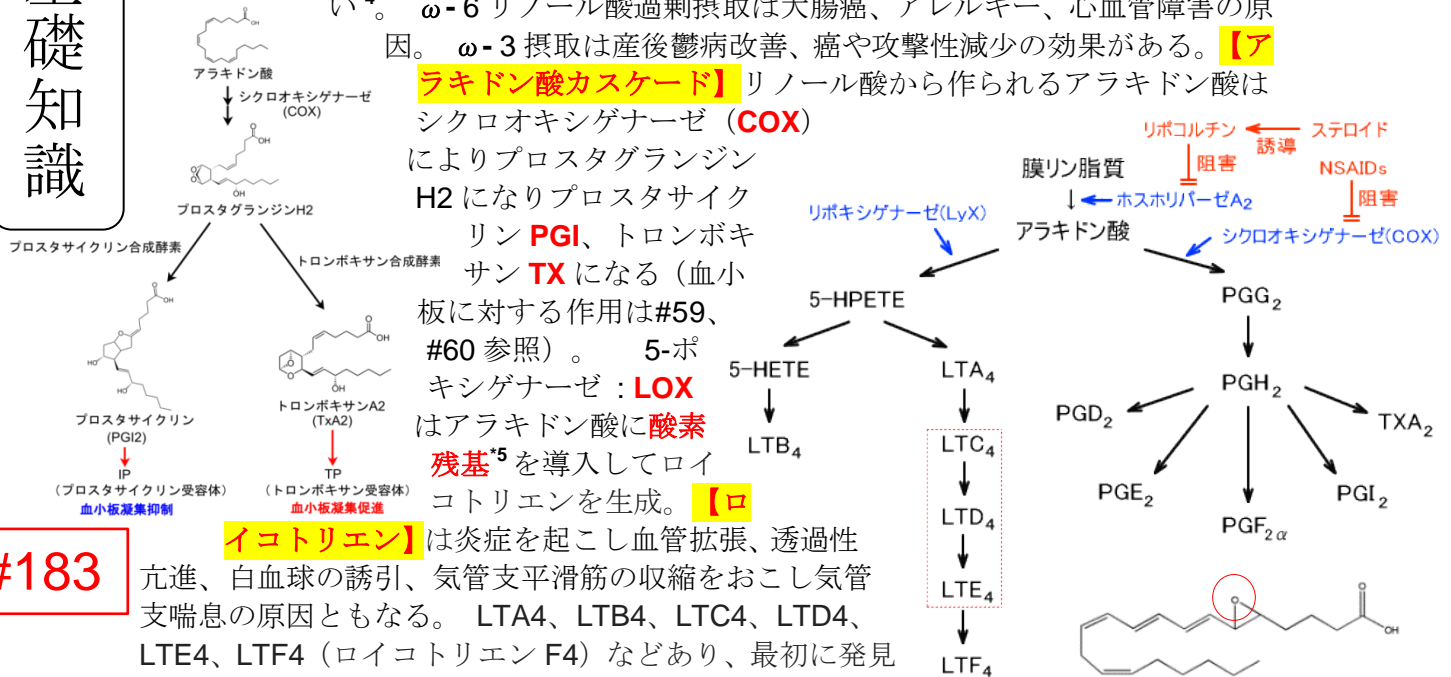 基礎知識
#183
い*4。 ω-6 リノール酸過剰摂取は大腸癌、アレルギー、心血管障害の原
因。 ω-3 摂取は産後鬱病改善、癌や攻撃性減少の効果がある。【ア
ラキドン酸カスケード】リノール酸から作られるアラキドン酸は
シクロオキシゲナーゼ（COX）
によりプロスタグランジン
H2 になりプロスタサイク
リン PGI、トロンボキ
サン TX になる（血小
板に対する作用は#59、
#60 参照）。 5-ポ
キシゲナーゼ：LOX
はアラキドン酸に酸素
残基*5 を導入してロイ
コトリエンを生成。【ロ
イコトリエン】は炎症を起こし血管拡張、透過性
亢進、白血球の誘引、気管支平滑筋の収縮をおこし気管
支喘息の原因ともなる。 LTA4、LTB4、LTC4、LTD4、
LTE4、LTF4（ロイコトリエン F4）などあり、最初に発見
O
OH
アラキドン酸
シクロオキシゲナーゼ
(COX)
O
OH
O
O
OH
プロスタグランジンH2
プロスタサイクリン合成酵素
トロンボキサン合成酵素
O
OH
O
HO
HO
プロスタサイクリン
(PGI2)
IP
（プロスタサイクリン受容体）
血小板凝集抑制
O
OH
O
O
OH
トロンボキサンA2
(TxA2)
TP
（トロンボキサン受容体）
血小板凝集促進
リポコルチン
ステロイド
誘導
阻害
NSAIDs
阻害
膜リン脂質
↓
ホスホリパーゼA2
リポキシゲナーゼ(LyX)
アラキドン酸
シクロオキシゲナーゼ(COX)
5-HPETE
PGG2
5-HETE
LTA4
PGH2
LTB4
LTC4
LTD4
LTE4
LTF4
PGD2
TXA2
PGE2
PGI2
PGF2α
O
O
OH